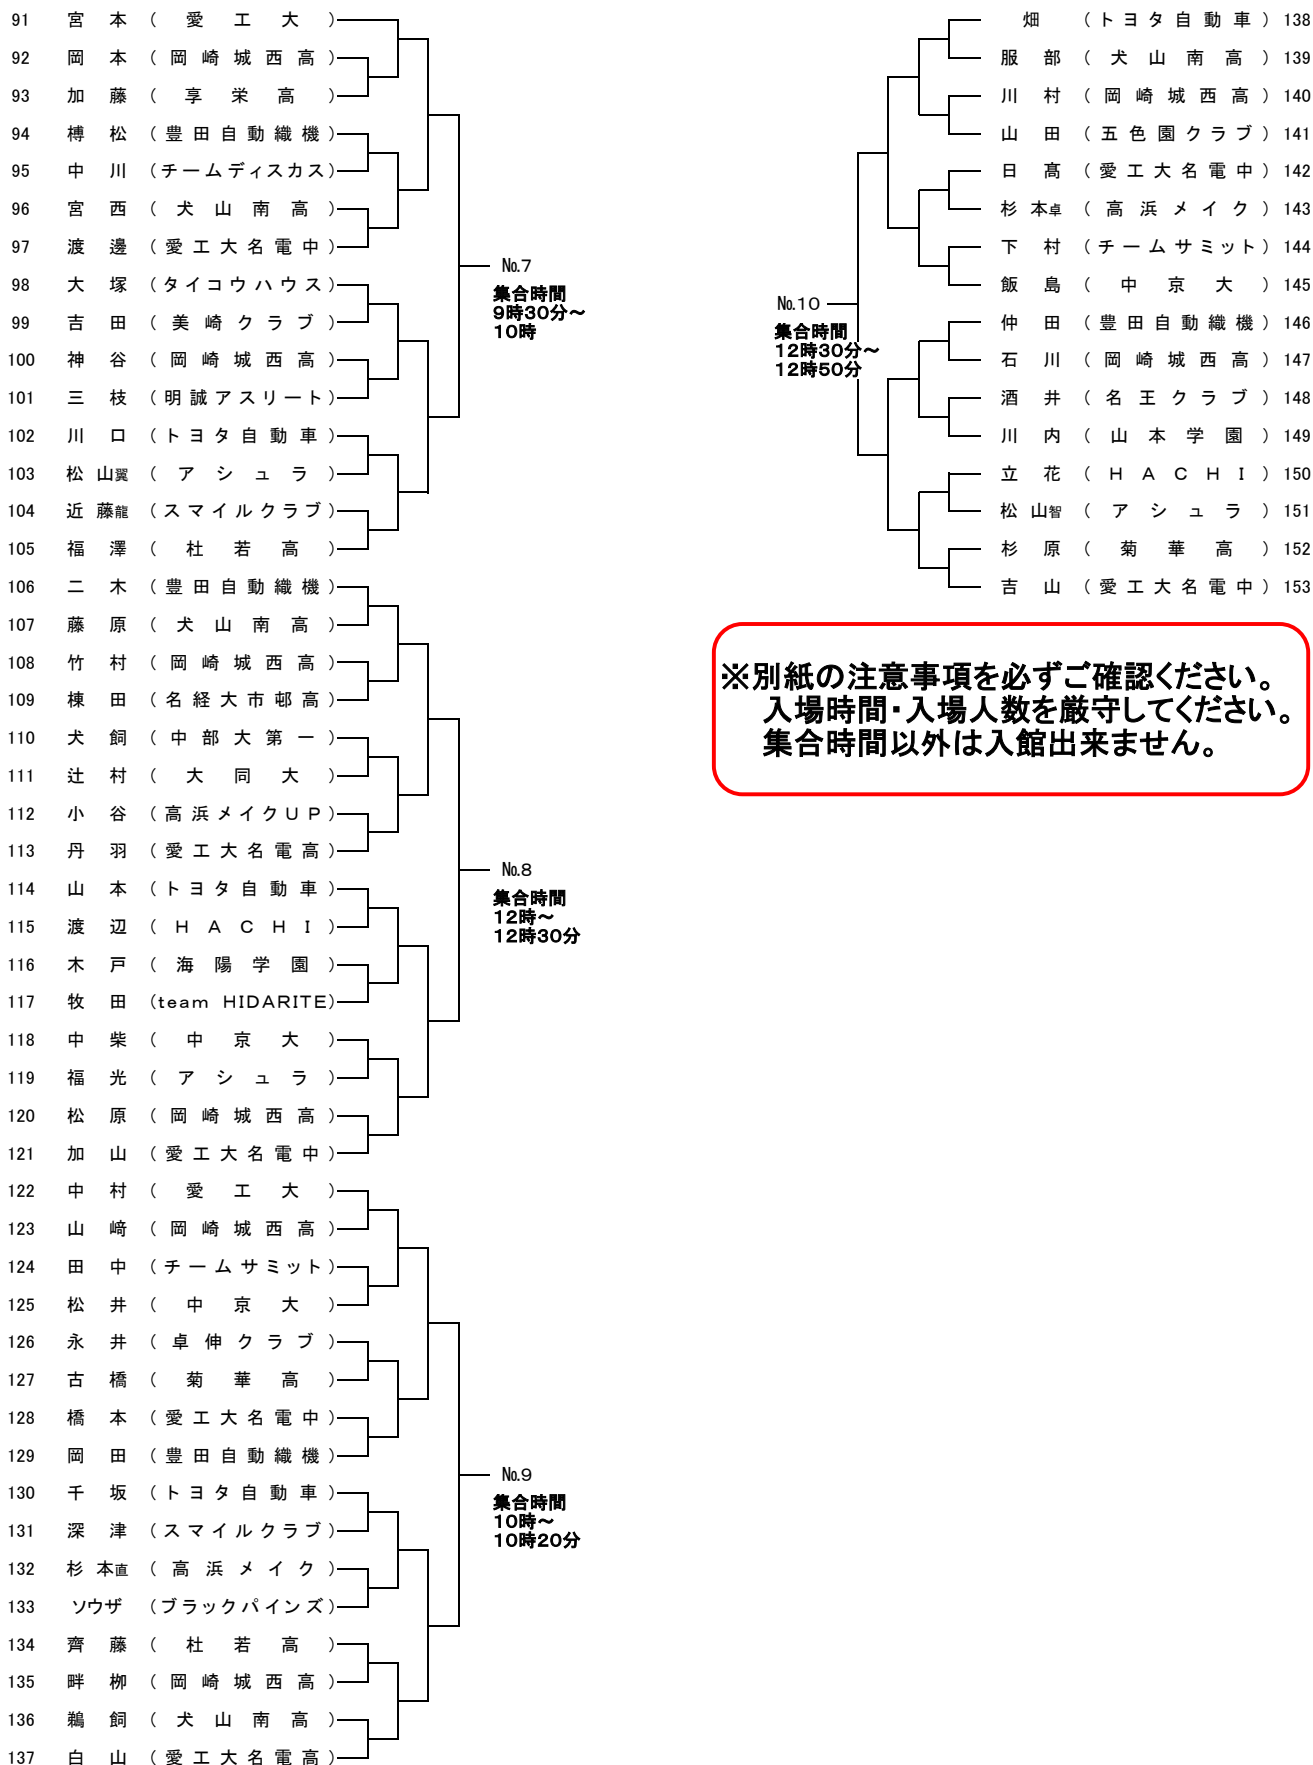 91 宮本 (愛工大)
92 岡本 (岡崎城西高)
93 加藤 (享栄高)
94 榑松 (豊田自動織機)
95 中川 (チームディスカス)
96 宮西 (犬山南高)
97 渡邊 (愛工大名電中)
98 大塚 (タイコウハウス)
99 吉田 (美崎クラブ)
100 神谷 (岡崎城西高)
101 三枝 (明誠アスリート)
102 川口 (トヨタ自動車)
103 松山翼 (アシュラ)
104 近藤龍 (スマイルクラブ)
105 福澤 (杜若高)
№7
集合時間
9時30分～
10時
106 二木 (豊田自動織機)
107 藤原 (犬山南高)
108 竹村 (岡崎城西高)
109 棟田 (名経大市邨高)
110 犬飼 (中部大第一)
111 辻村 (大同大)
112 小谷 (高浜メイクUP)
113 丹羽 (愛工大名電高)
114 山本 (トヨタ自動車)
115 渡辺 (HACHI)
116 木戸 (海陽学園)
117 牧田 (team HIDARITE)
118 中柴 (中京大)
119 福光 (アシュラ)
120 松原 (岡崎城西高)
121 加山 (愛工大名電中)
№8
集合時間
12時～
12時30分
122 中村 (愛工大)
123 山﨑 (岡崎城西高)
124 田中 (チームサミット)
125 松井 (中京大)
126 永井 (卓伸クラブ)
127 古橋 (菊華高)
128 橋本 (愛工大名電中)
129 岡田 (豊田自動織機)
130 千坂 (トヨタ自動車)
131 深津 (スマイルクラブ)
132 杉本直 (高浜メイク)
133 ソウザ (ブラックパインズ)
134 齊藤 (杜若高)
135 畔栁 (岡崎城西高)
136 鵜飼 (犬山南高)
137 白山 (愛工大名電高)
№9
集合時間
10時～
10時20分
畑 (トヨタ自動車) 138
服部 (犬山南高) 139
川村 (岡崎城西高) 140
山田 (五色園クラブ) 141
日髙 (愛工大名電中) 142
杉本卓 (高浜メイク) 143
下村 (チームサミット) 144
飯島 (中京大) 145
仲田 (豊田自動織機) 146
石川 (岡崎城西高) 147
酒井 (名王クラブ) 148
川内 (山本学園) 149
立花 (HACHI) 150
松山智 (アシュラ) 151
杉原 (菊華高) 152
吉山 (愛工大名電中) 153
№10
集合時間
12時30分～
12時50分
※別紙の注意事項を必ずご確認ください。
入場時間・入場人数を厳守してください。
集合時間以外は入館出来ません。